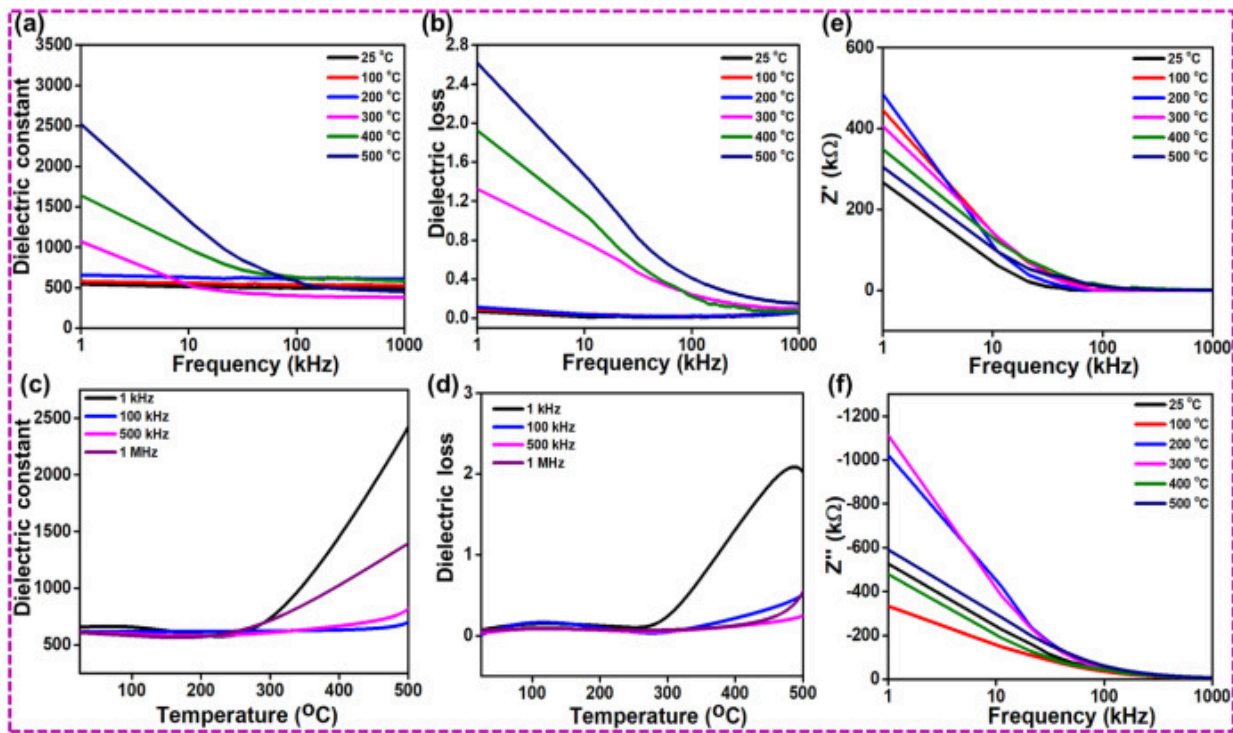 (a)
3500
3000
2500
2000
1500
1000
500
0
Dielectric constant
25 °C
100 °C
200 °C
300 °C
400 °C
500 °C
1 10 100 1000
Frequency (kHz)
(b)
2.8
2.4
2.0
1.6
1.2
0.8
0.4
0.0
Dielectric loss
25 °C
100 °C
200 °C
300 °C
400 °C
500 °C
1 10 100 1000
Frequency (kHz)
(e)
600
400
200
0
Z' (kΩ)
25 °C
100 °C
200 °C
300 °C
400 °C
500 °C
1 10 100 1000
Frequency (kHz)
(c)
2500
2000
1500
1000
500
Dielectric constant
1 kHz
100 kHz
500 kHz
1 MHz
100 200 300 400 500
Temperature (°C)
(d)
3
2
1
0
Dielectric loss
1 kHz
100 kHz
500 kHz
1 MHz
100 200 300 400 500
Temperature (°C)
(f)
-1200
-1000
-800
-600
-400
-200
0
Z" (kΩ)
25 °C
100 °C
200 °C
300 °C
400 °C
500 °C
1 10 100 1000
Frequency (kHz)